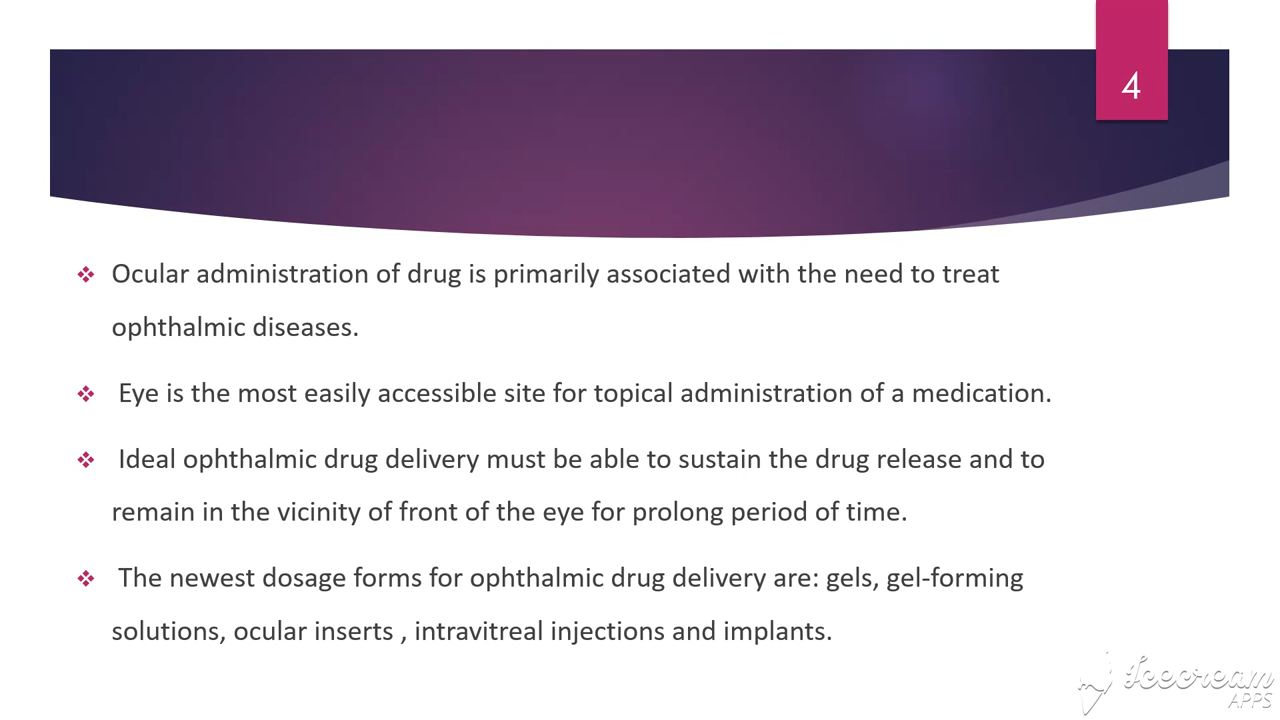 4
❖ Ocular administration of drug is primarily associated with the need to treat
ophthalmic diseases.
❖ Eye is the most easily accessible site for topical administration of a medication.
❖ Ideal ophthalmic drug delivery must be able to sustain the drug release and to
remain in the vicinity of front of the eye for prolong period of time.
❖ The newest dosage forms for ophthalmic drug delivery are: gels, gel-forming
solutions, ocular inserts , intravitreal injections and implants.
Icecream
APPS